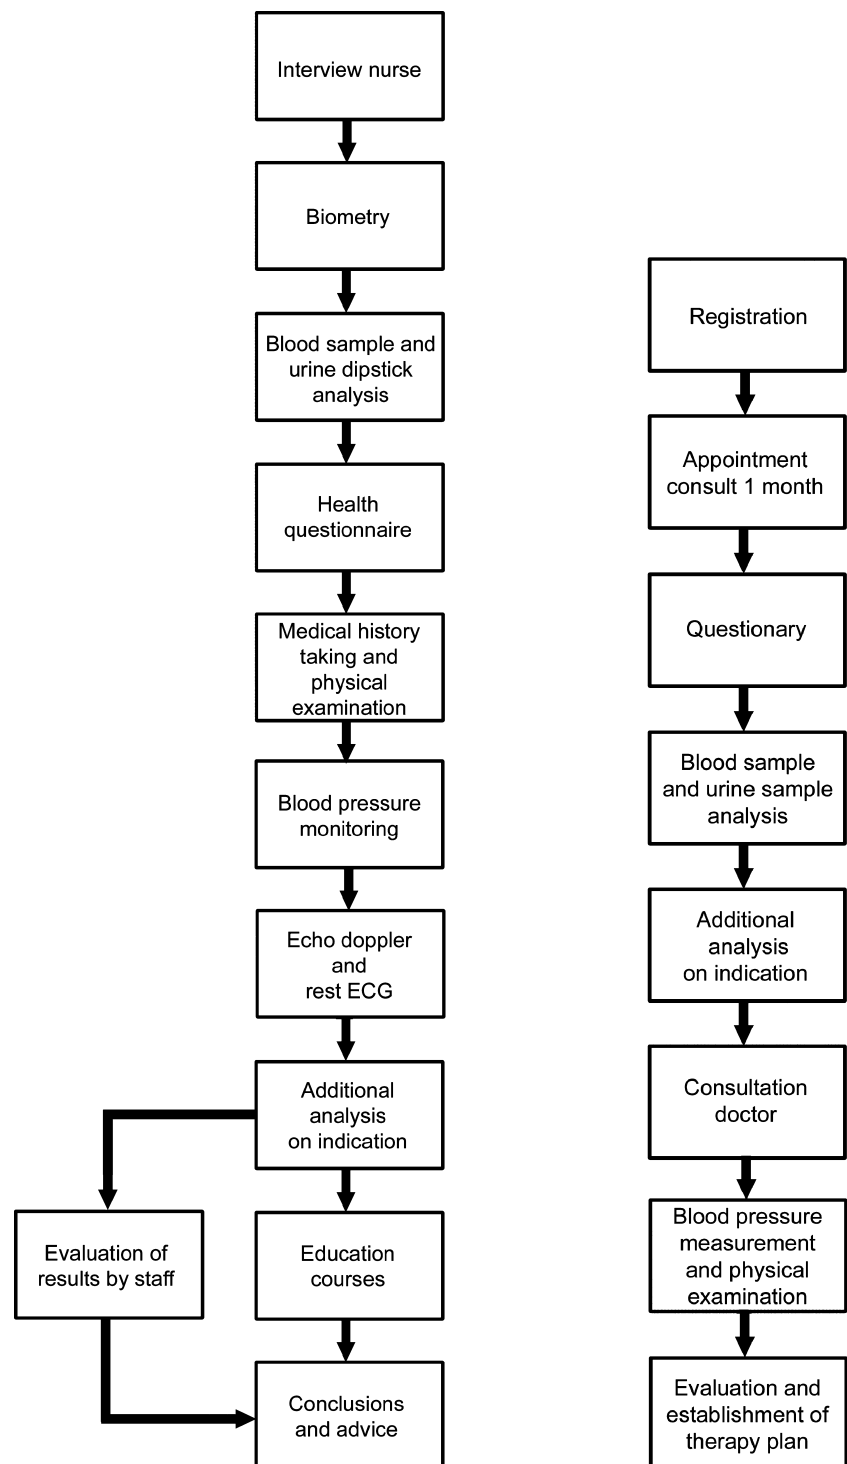 Interview nurse
Biometry
Blood sample and
urine dipstick
analysis
Health
questionnaire
Medical history
taking and
physical
examination
Blood pressure
monitoring
Echo doppler
and
rest ECG
Additional
analysis
on indication
Evaluation of
results by staff
Education
courses
Conclusions
and advice
Registration
Appointment
consult 1 month
Questionary
Blood sample
and urine sample
analysis
Additional
analysis
on indication
Consultation
doctor
Blood pressure
measurement
and physical
examination
Evaluation and
establishment of
therapy plan